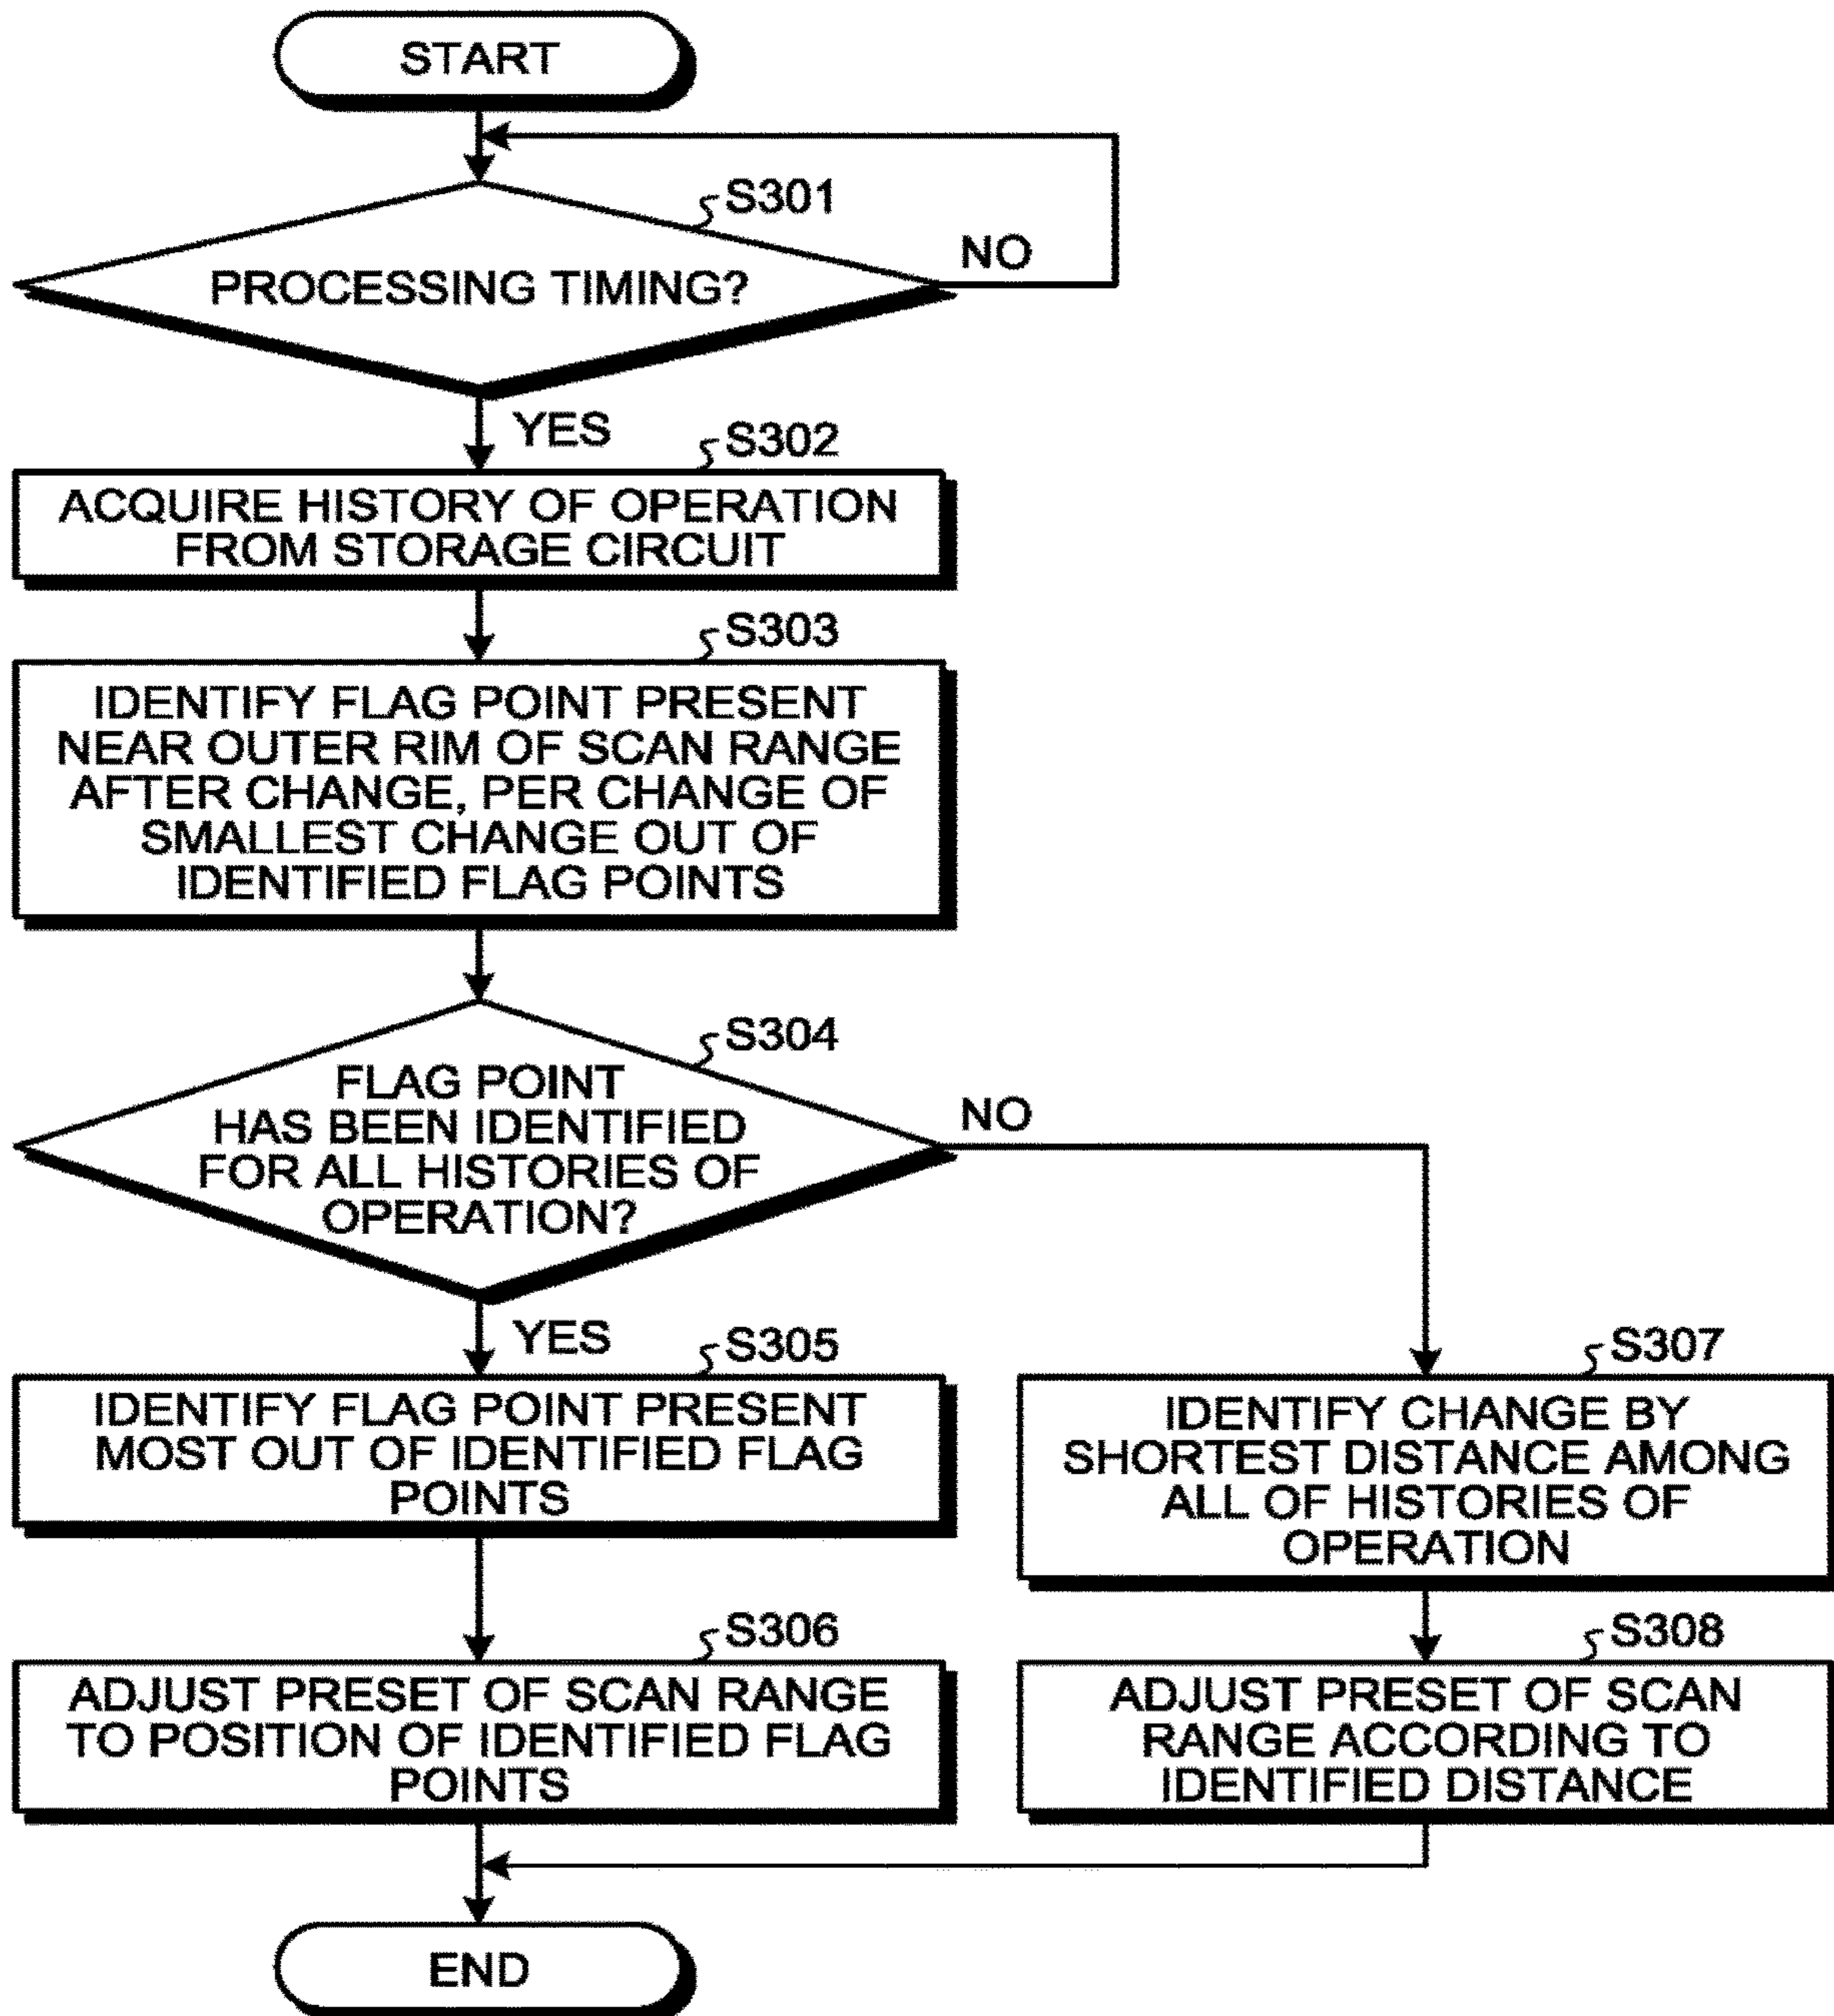 START
S301
PROCESSING TIMING?
NO
YES
S302
ACQUIRE HISTORY OF OPERATION
FROM STORAGE CIRCUIT
S303
IDENTIFY FLAG POINT PRESENT
NEAR OUTER RIM OF SCAN RANGE
AFTER CHANGE, PER CHANGE OF
SMALLEST CHANGE OUT OF
IDENTIFIED FLAG POINTS
S304
FLAG POINT
HAS BEEN IDENTIFIED
FOR ALL HISTORIES OF
OPERATION?
NO
YES
S305
IDENTIFY FLAG POINT PRESENT
MOST OUT OF IDENTIFIED FLAG
POINTS
S306
ADJUST PRESET OF SCAN RANGE
TO POSITION OF IDENTIFIED FLAG
POINTS
S307
IDENTIFY CHANGE BY
SHORTEST DISTANCE AMONG
ALL OF HISTORIES OF
OPERATION
S308
ADJUST PRESET OF SCAN
RANGE ACCORDING TO
IDENTIFIED DISTANCE
END